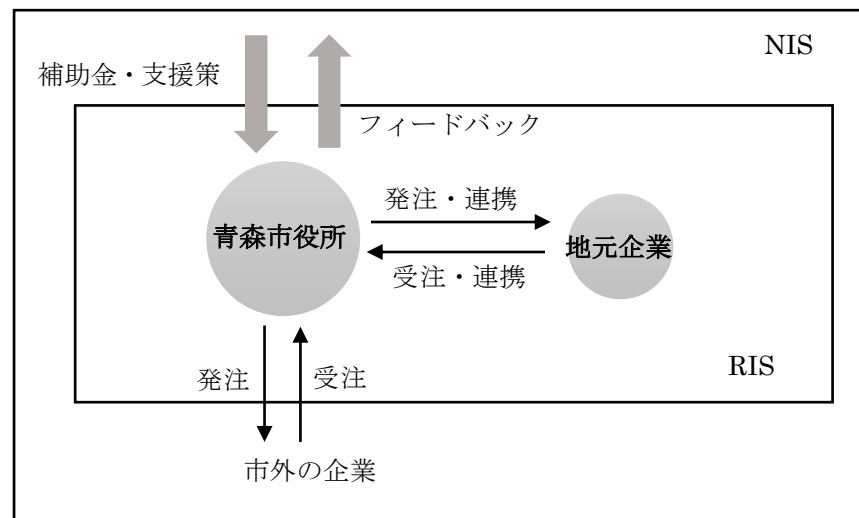 NIS
補助金・支援策
フィードバック
発注・連携
青森市役所
地元企業
受注・連携
RIS
発注
受注
市外の企業